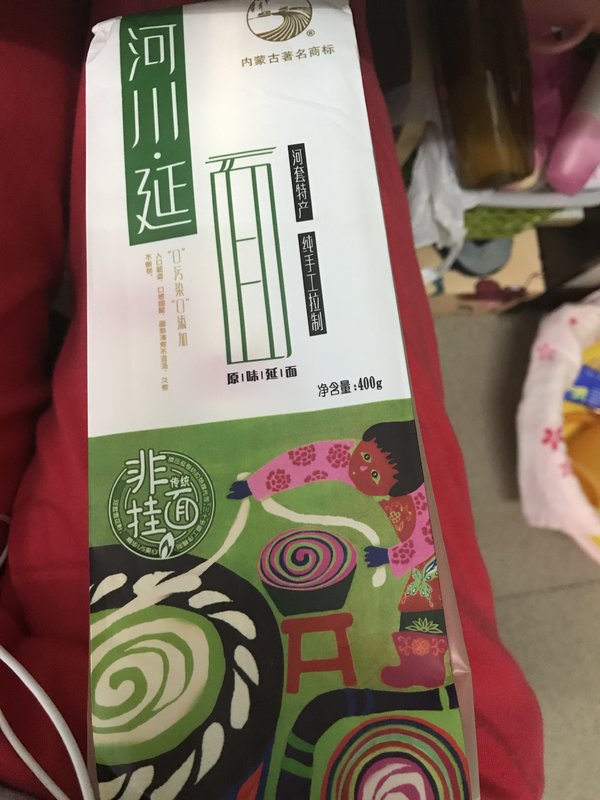 内蒙古著名商标
河川·延
面
河套特产
纯手工拉制
"0"污染"0"添加
原味延面
净含量:400g
非挂面
传统